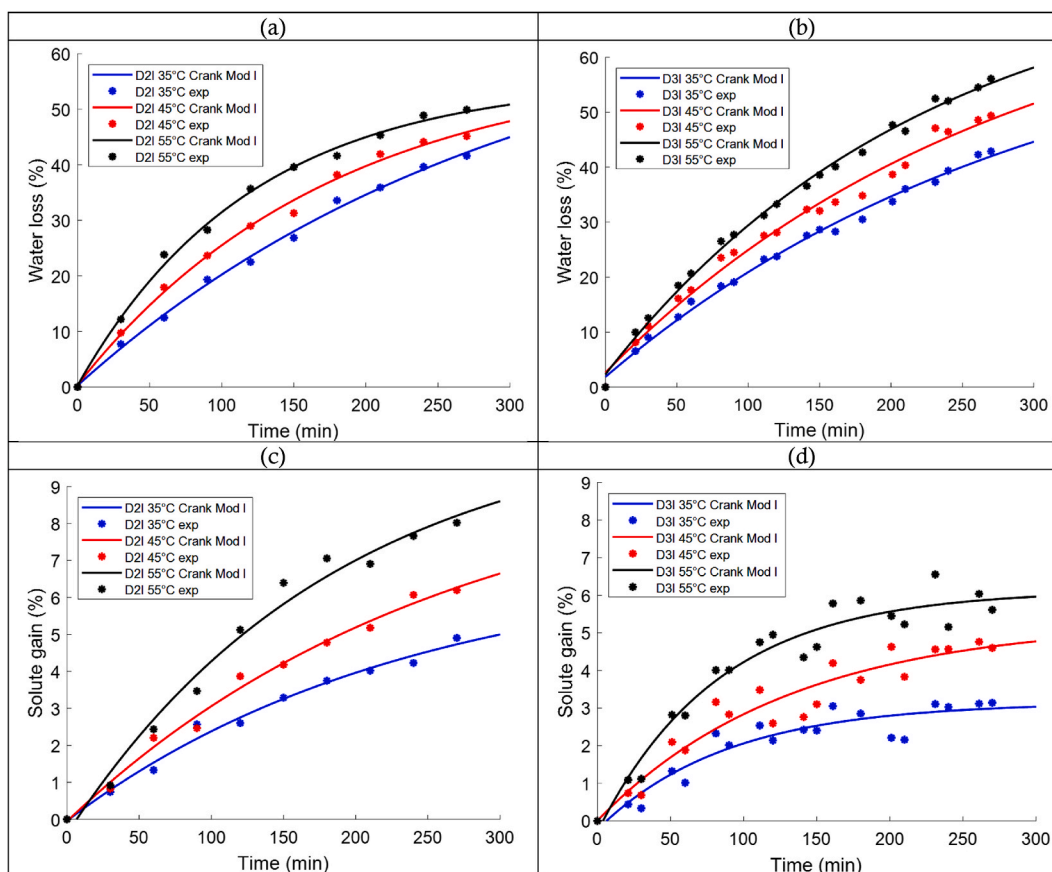 (a)
60
50
40
30
20
10
0
Water loss (%)
D2I 35°C Crank Mod I
D2I 35°C exp
D2I 45°C Crank Mod I
D2I 45°C exp
D2I 55°C Crank Mod I
D2I 55°C exp
0 50 100 150 200 250 300
Time (min)
(b)
60
50
40
30
20
10
0
Water loss (%)
D3I 35°C Crank Mod I
D3I 35°C exp
D3I 45°C Crank Mod I
D3I 45°C exp
D3I 55°C Crank Mod I
D3I 55°C exp
0 50 100 150 200 250 300
Time (min)
(c)
9
8
7
6
5
4
3
2
1
0
Solute gain (%)
D2I 35°C Crank Mod I
D2I 35°C exp
D2I 45°C Crank Mod I
D2I 45°C exp
D2I 55°C Crank Mod I
D2I 55°C exp
0 50 100 150 200 250 300
Time (min)
(d)
9
8
7
6
5
4
3
2
1
0
Solute gain (%)
D3I 35°C Crank Mod I
D3I 35°C exp
D3I 45°C Crank Mod I
D3I 45°C exp
D3I 55°C Crank Mod I
D3I 55°C exp
0 50 100 150 200 250 300
Time (min)